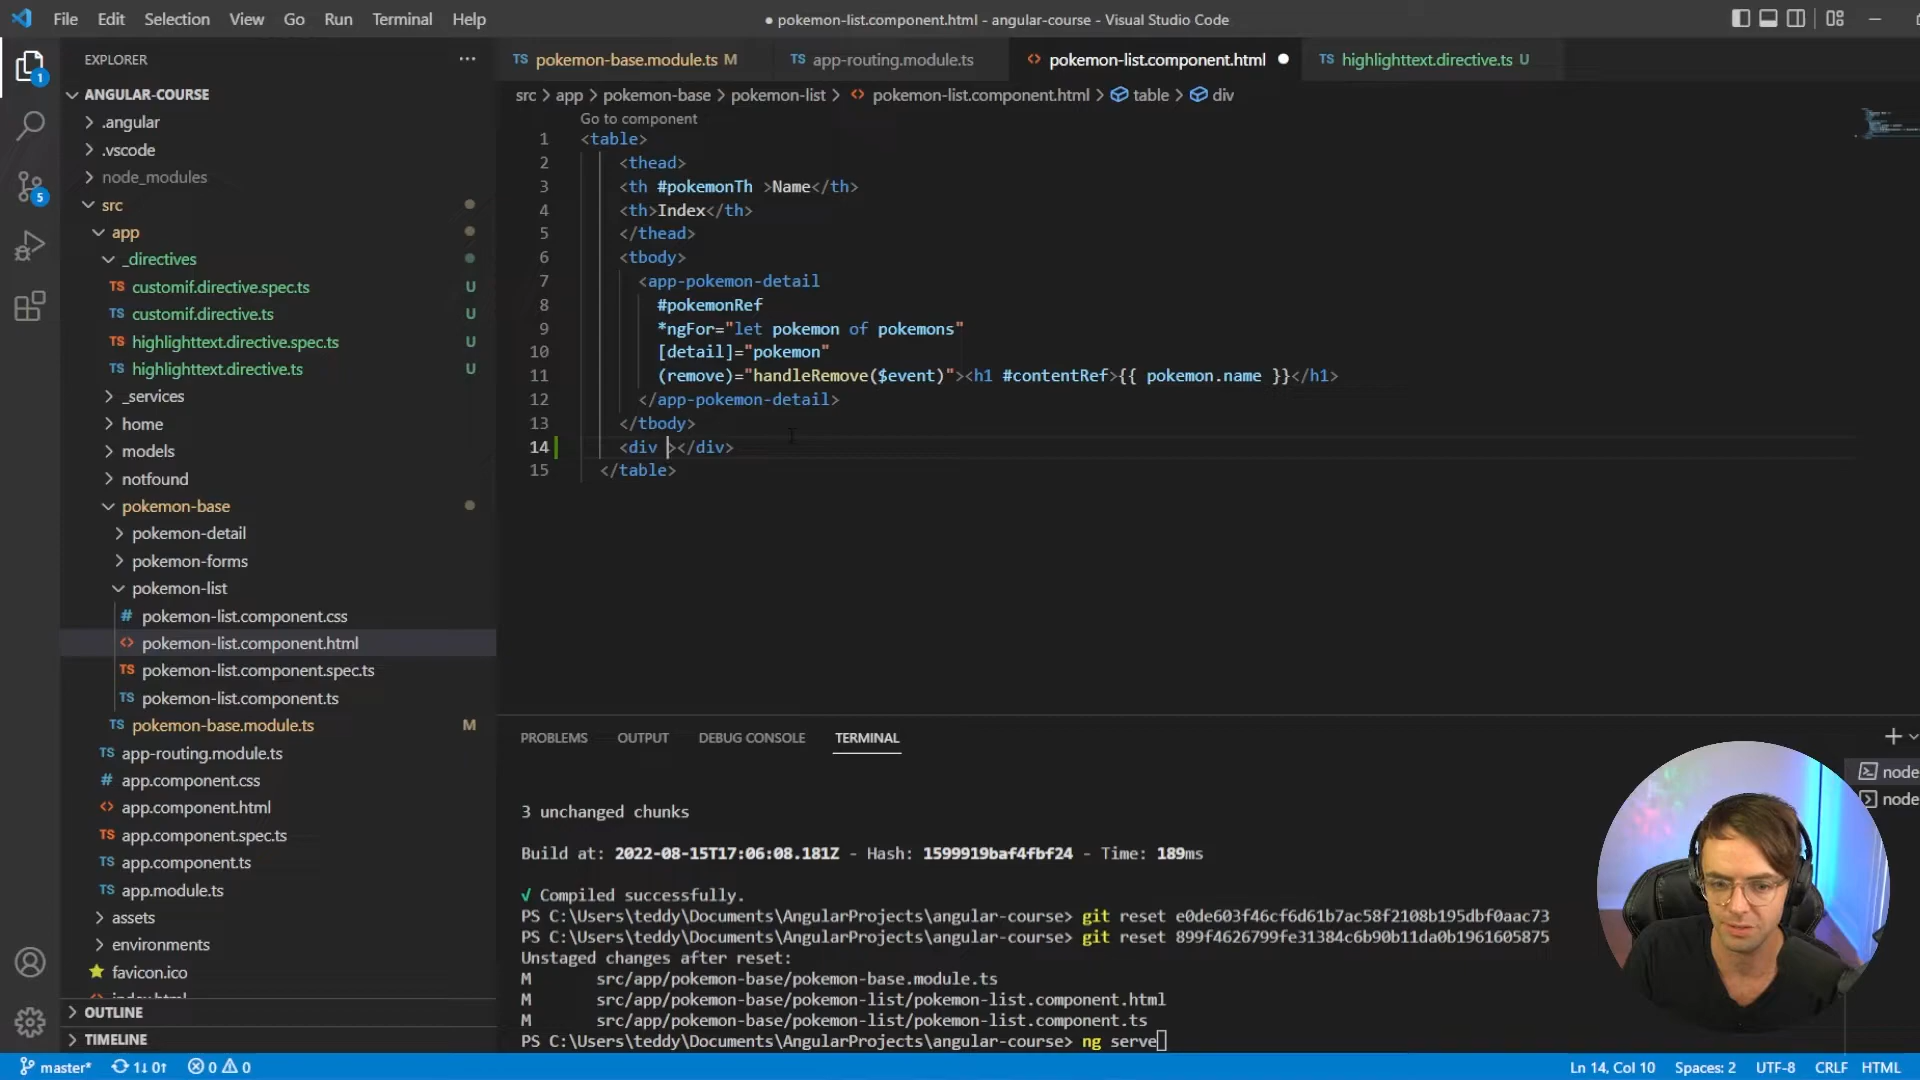 File Edit Selection View Go Run Terminal Help
● pokemon-list.component.html - angular-course - Visual Studio Code
EXPLORER
ANGULAR-COURSE
.angular
.vscode
node_modules
src
app
_directives
customif.directive.spec.ts U
customif.directive.ts U
highlighttext.directive.spec.ts U
highlighttext.directive.ts U
_services
home
models
notfound
pokemon-base
pokemon-detail
pokemon-forms
pokemon-list
pokemon-list.component.css
pokemon-list.component.html
pokemon-list.component.spec.ts
pokemon-list.component.ts
pokemon-base.module.ts M
app-routing.module.ts
app.component.css
app.component.html
app.component.spec.ts
app.component.ts
app.module.ts
assets
environments
favicon.ico
index.html
OUTLINE
TIMELINE
TS pokemon-base.module.ts M TS app-routing.module.ts <> pokemon-list.component.html ● TS highlighttext.directive.ts U
src > app > pokemon-base > pokemon-list > <> pokemon-list.component.html > table > div
Go to component
1 <table>
2 <thead>
3 <th #pokemonTh >Name</th>
4 <th>Index</th>
5 </thead>
6 <tbody>
7 <app-pokemon-detail
8 #pokemonRef
9 *ngFor="let pokemon of pokemons"
10 [detail]="pokemon"
11 (remove)="handleRemove($event)"><h1 #contentRef>{{ pokemon.name }}</h1>
12 </app-pokemon-detail>
13 </tbody>
14 <div ></div>
15 </table>
PROBLEMS OUTPUT DEBUG CONSOLE TERMINAL
3 unchanged chunks
Build at: 2022-08-15T17:06:08.181Z - Hash: 1599919baf4fbf24 - Time: 189ms
√ Compiled successfully.
PS C:\Users\teddy\Documents\AngularProjects\angular-course> git reset e0de603f46cf6d61b7ac58f2108b195dbf0aac73
PS C:\Users\teddy\Documents\AngularProjects\angular-course> git reset 899f4626799fe31384c6b90b11da0b1961605875
Unstaged changes after reset:
M src/app/pokemon-base/pokemon-base.module.ts
M src/app/pokemon-base/pokemon-list/pokemon-list.component.html
M src/app/pokemon-base/pokemon-list/pokemon-list.component.ts
PS C:\Users\teddy\Documents\AngularProjects\angular-course> ng serve
node
node
1
5
master* 1↓ 0↑ 0 0 Ln 14, Col 10 Spaces: 2 UTF-8 CRLF HTML